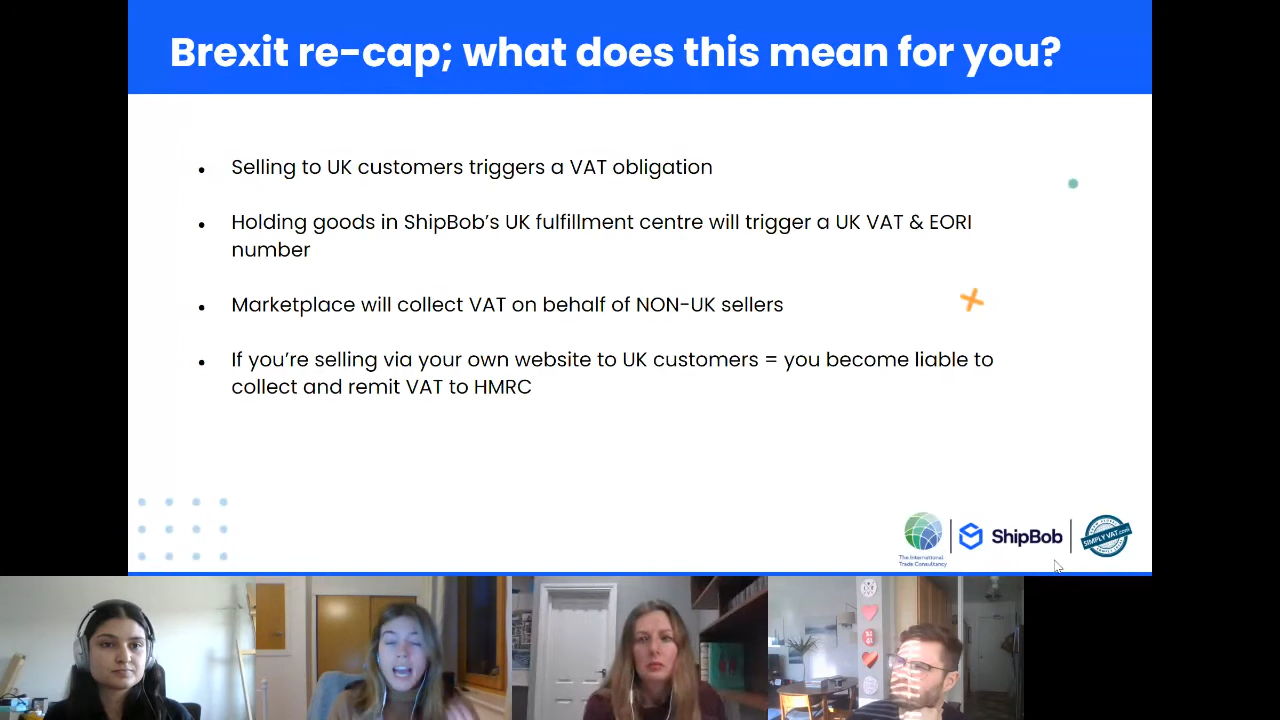 Brexit re-cap; what does this mean for you?
Selling to UK customers triggers a VAT obligation
Holding goods in ShipBob's UK fulfillment centre will trigger a UK VAT & EORI
number
Marketplace will collect VAT on behalf of NON-UK sellers
If you're selling via your own website to UK customers = you become liable to
collect and remit VAT to HMRC
The International
Trade Consultancy
ShipBob
SIMPLY VAT.com